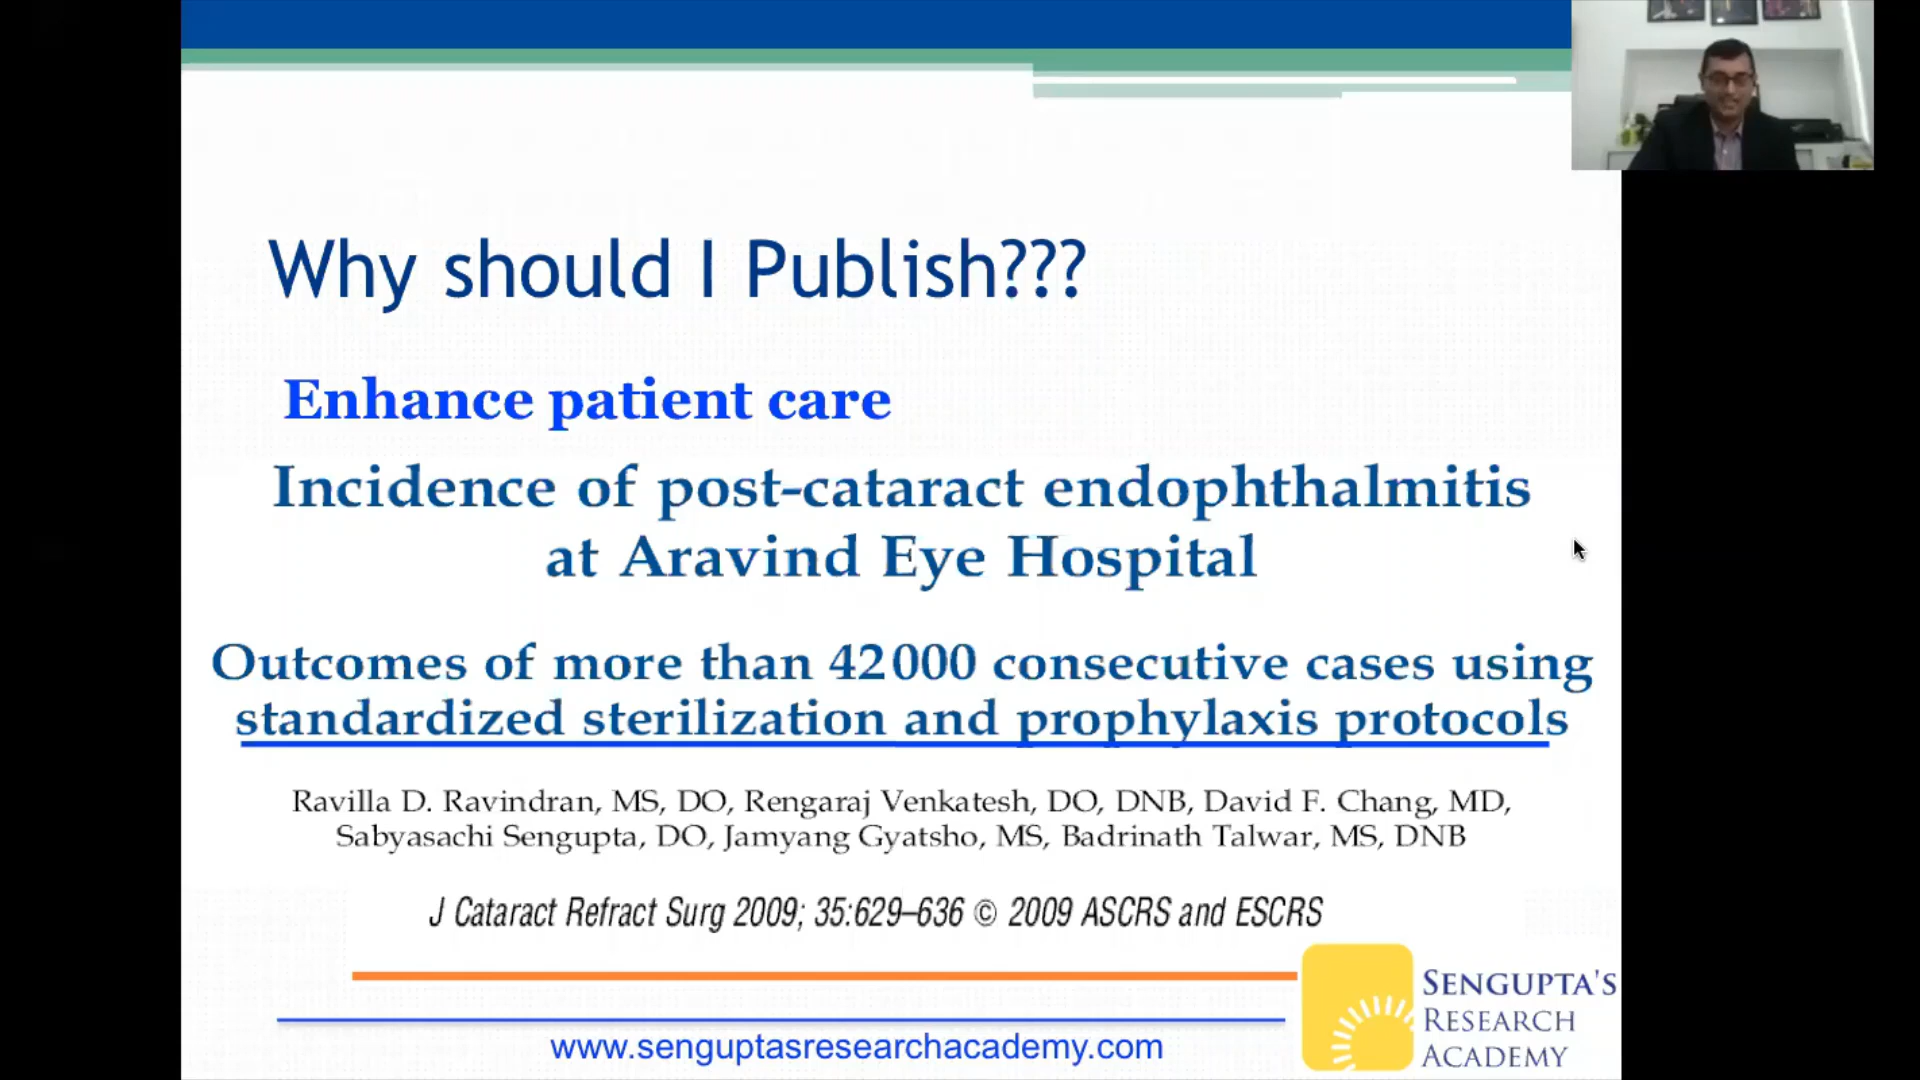 Why should I Publish???
Enhance patient care
Incidence of post-cataract endophthalmitis
at Aravind Eye Hospital
Outcomes of more than 42 000 consecutive cases using
standardized sterilization and prophylaxis protocols
Ravilla D. Ravindran, MS, DO, Rengaraj Venkatesh, DO, DNB, David F. Chang, MD,
Sabyasachi Sengupta, DO, Jamyang Gyatsho, MS, Badrinath Talwar, MS, DNB
J Cataract Refract Surg 2009; 35:629–636 © 2009 ASCRS and ESCRS
www.senguptasresearchacademy.com
SENGUPTA'S
RESEARCH
ACADEMY